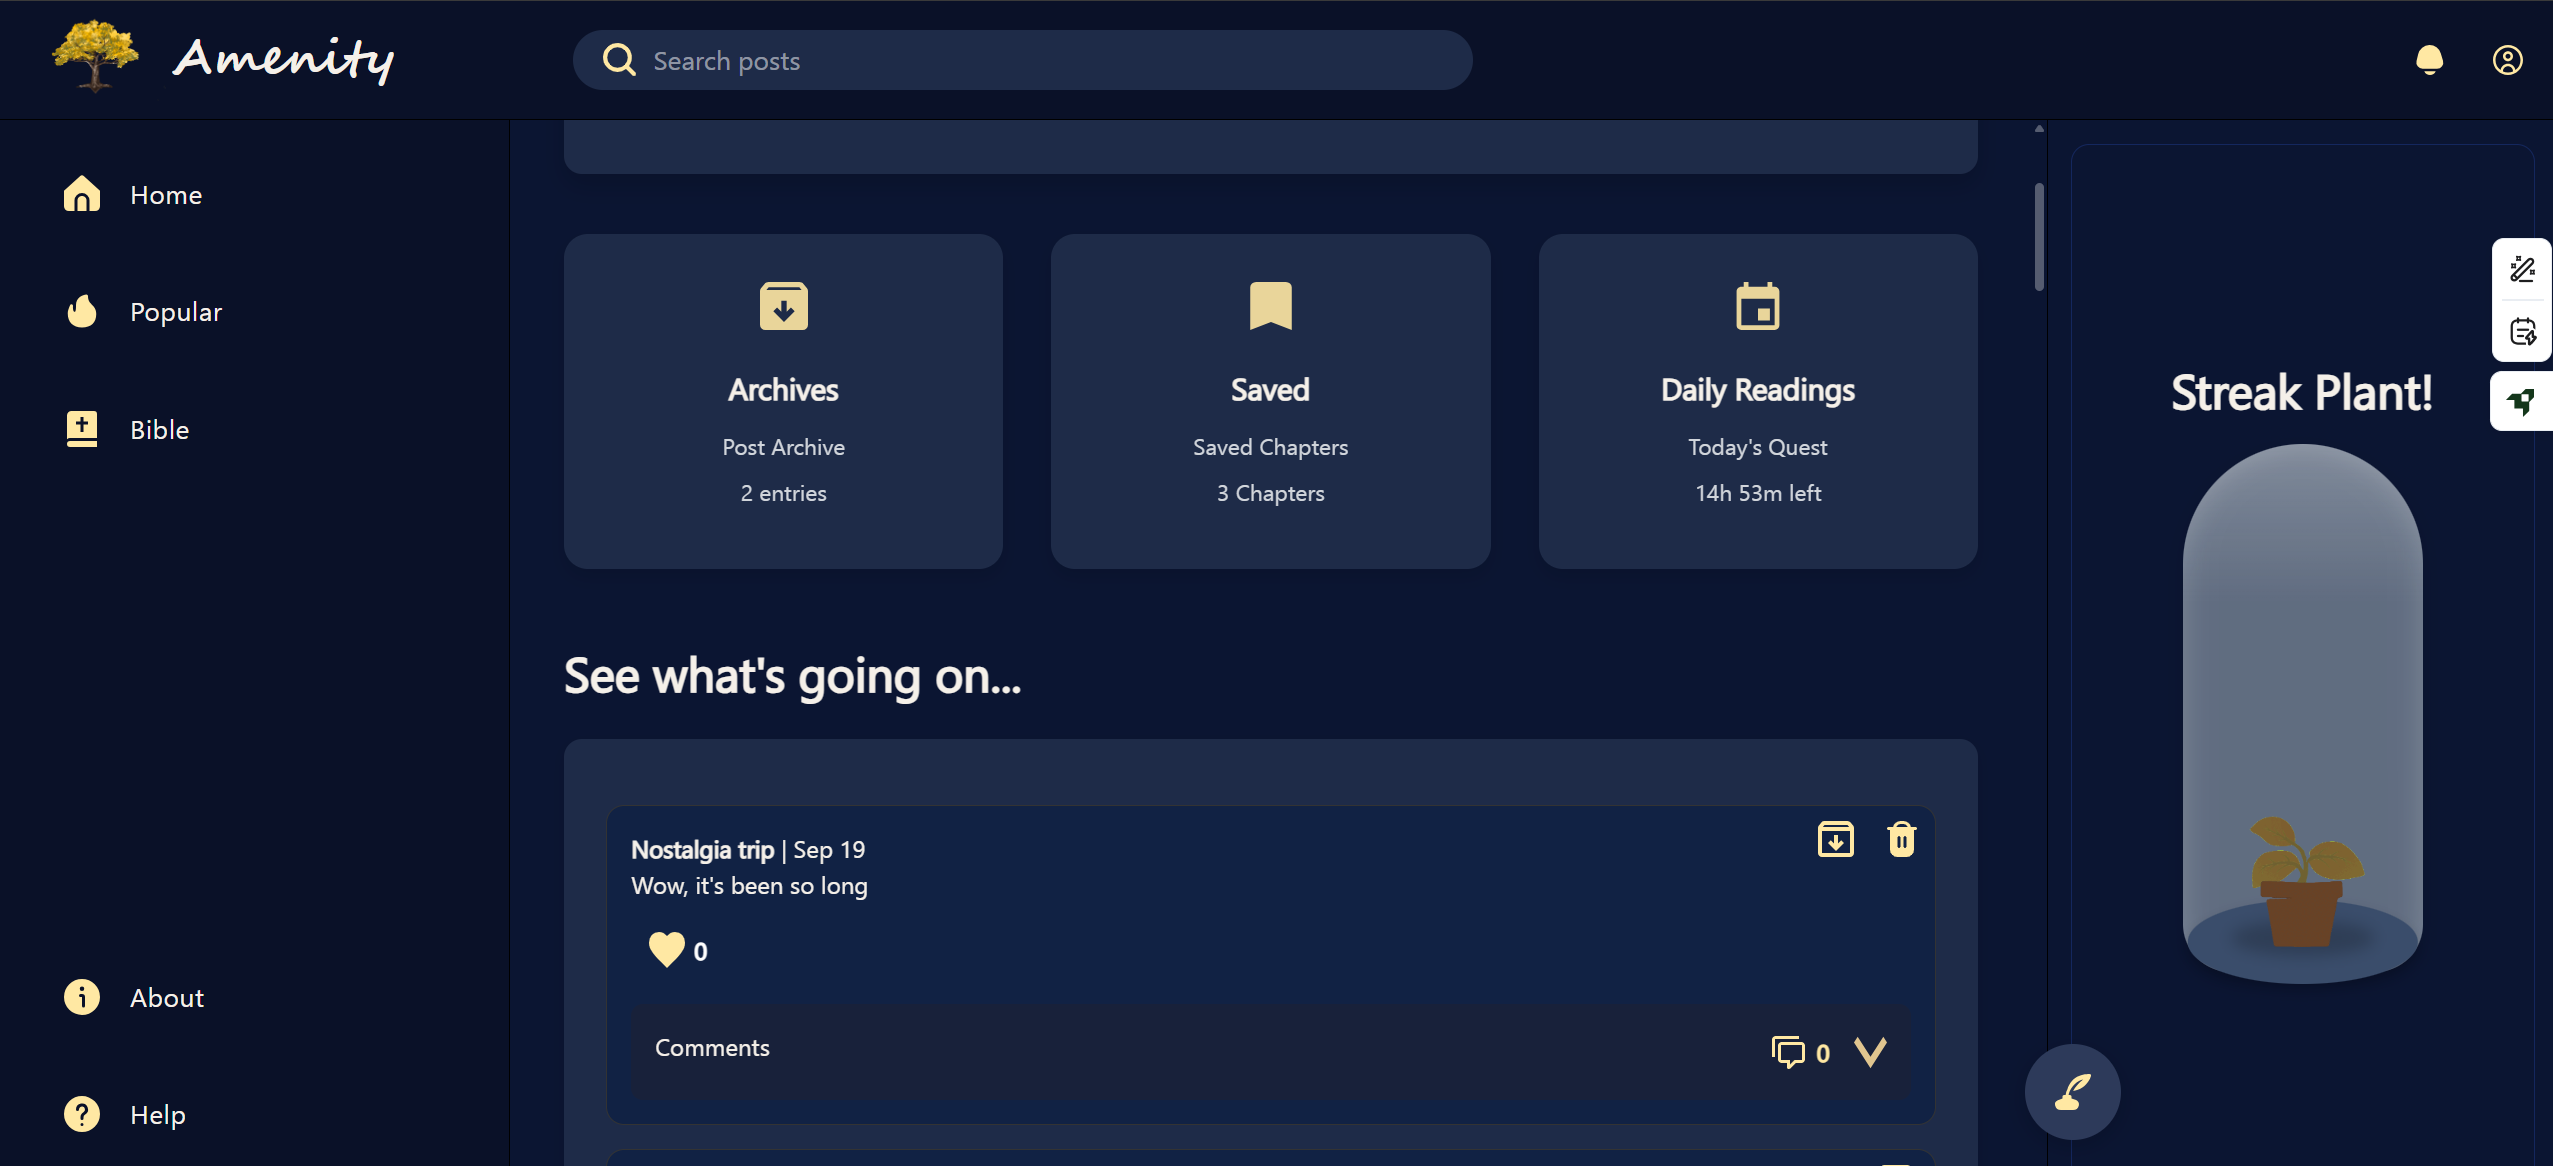 Amenity
Search posts
Home
Popular
Bible
About
Help
Archives
Post Archive
2 entries
Saved
Saved Chapters
3 Chapters
Daily Readings
Today's Quest
14h 53m left
See what's going on...
Nostalgia trip | Sep 19
Wow, it's been so long
0
Comments
0
Streak Plant!